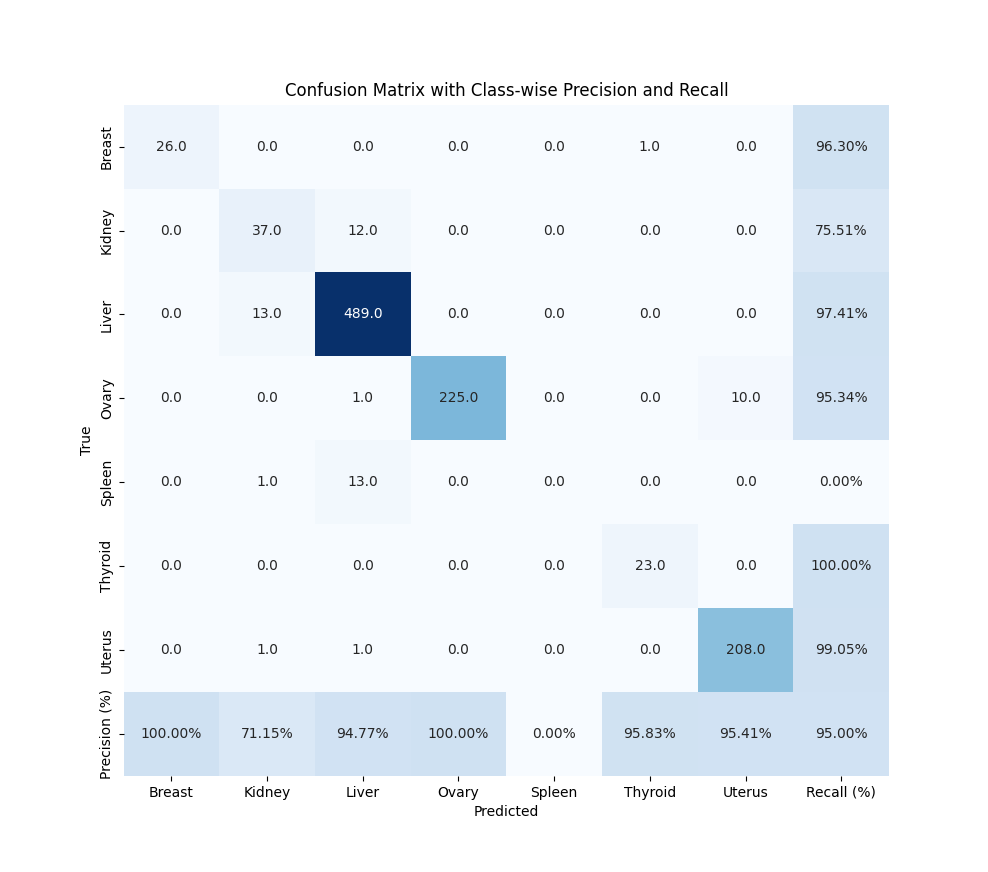 Confusion Matrix with Class-wise Precision and Recall
True
Breast 26.0 0.0 0.0 0.0 0.0 1.0 0.0 96.30%
Kidney 0.0 37.0 12.0 0.0 0.0 0.0 0.0 75.51%
Liver 0.0 13.0 489.0 0.0 0.0 0.0 0.0 97.41%
Ovary 0.0 0.0 1.0 225.0 0.0 0.0 10.0 95.34%
Spleen 0.0 1.0 13.0 0.0 0.0 0.0 0.0 0.00%
Thyroid 0.0 0.0 0.0 0.0 0.0 23.0 0.0 100.00%
Uterus 0.0 1.0 1.0 0.0 0.0 0.0 208.0 99.05%
Precision (%) 100.00% 71.15% 94.77% 100.00% 0.00% 95.83% 95.41% 95.00%
Breast Kidney Liver Ovary Spleen Thyroid Uterus Recall (%)
Predicted